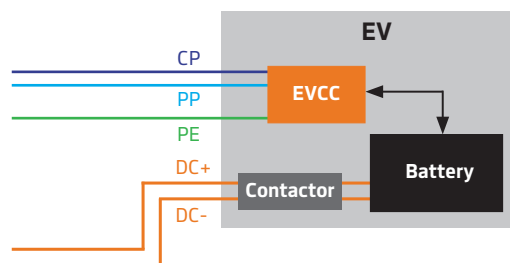 EV
CP
EVCC
PP
PE
Battery
DC+
Contactor
DC-